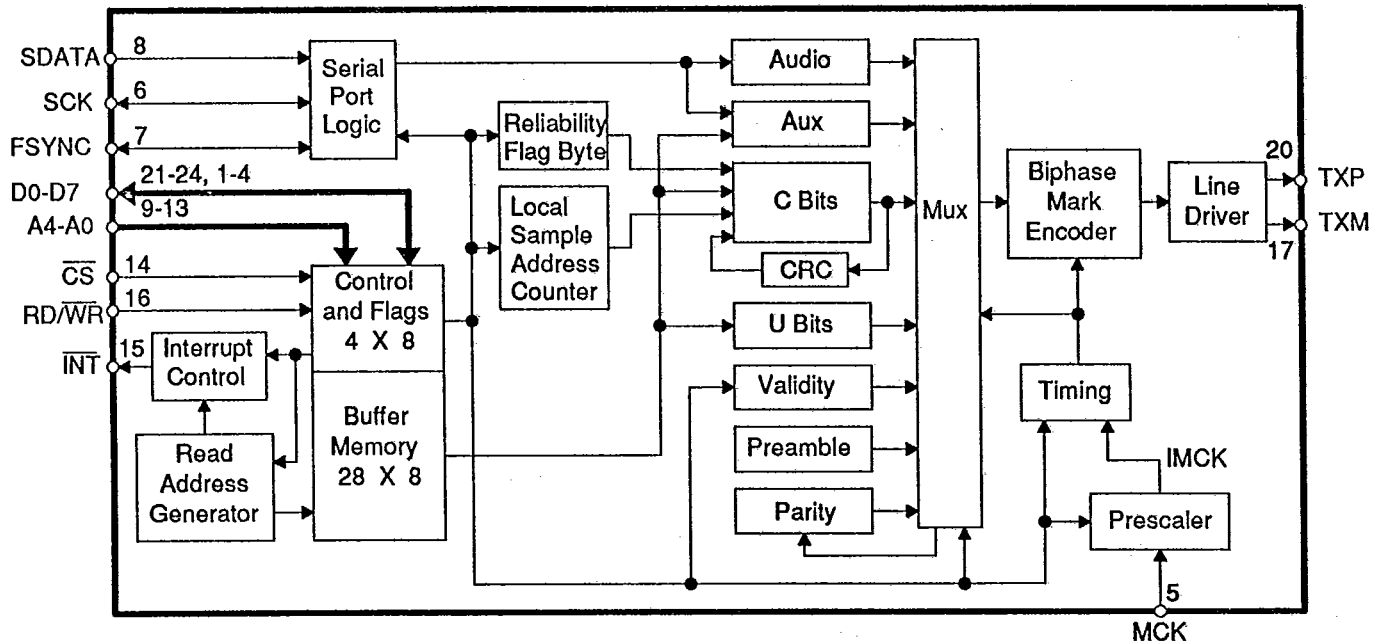 SDATA
8
SCK
6
FSYNC
7
D0-D7
21-24, 1-4
A4-A0
9-13
CS
14
RD/WR
16
INT
15
Serial
Port
Logic
Control
and Flags
4 X 8
Buffer
Memory
28 X 8
Interrupt
Control
Read
Address
Generator
Reliability
Flag Byte
Local
Sample
Address
Counter
Audio
Aux
C Bits
CRC
U Bits
Validity
Preamble
Parity
Mux
Biphase
Mark
Encoder
Line
Driver
20
TXP
TXM
17
Timing
IMCK
Prescaler
5
MCK